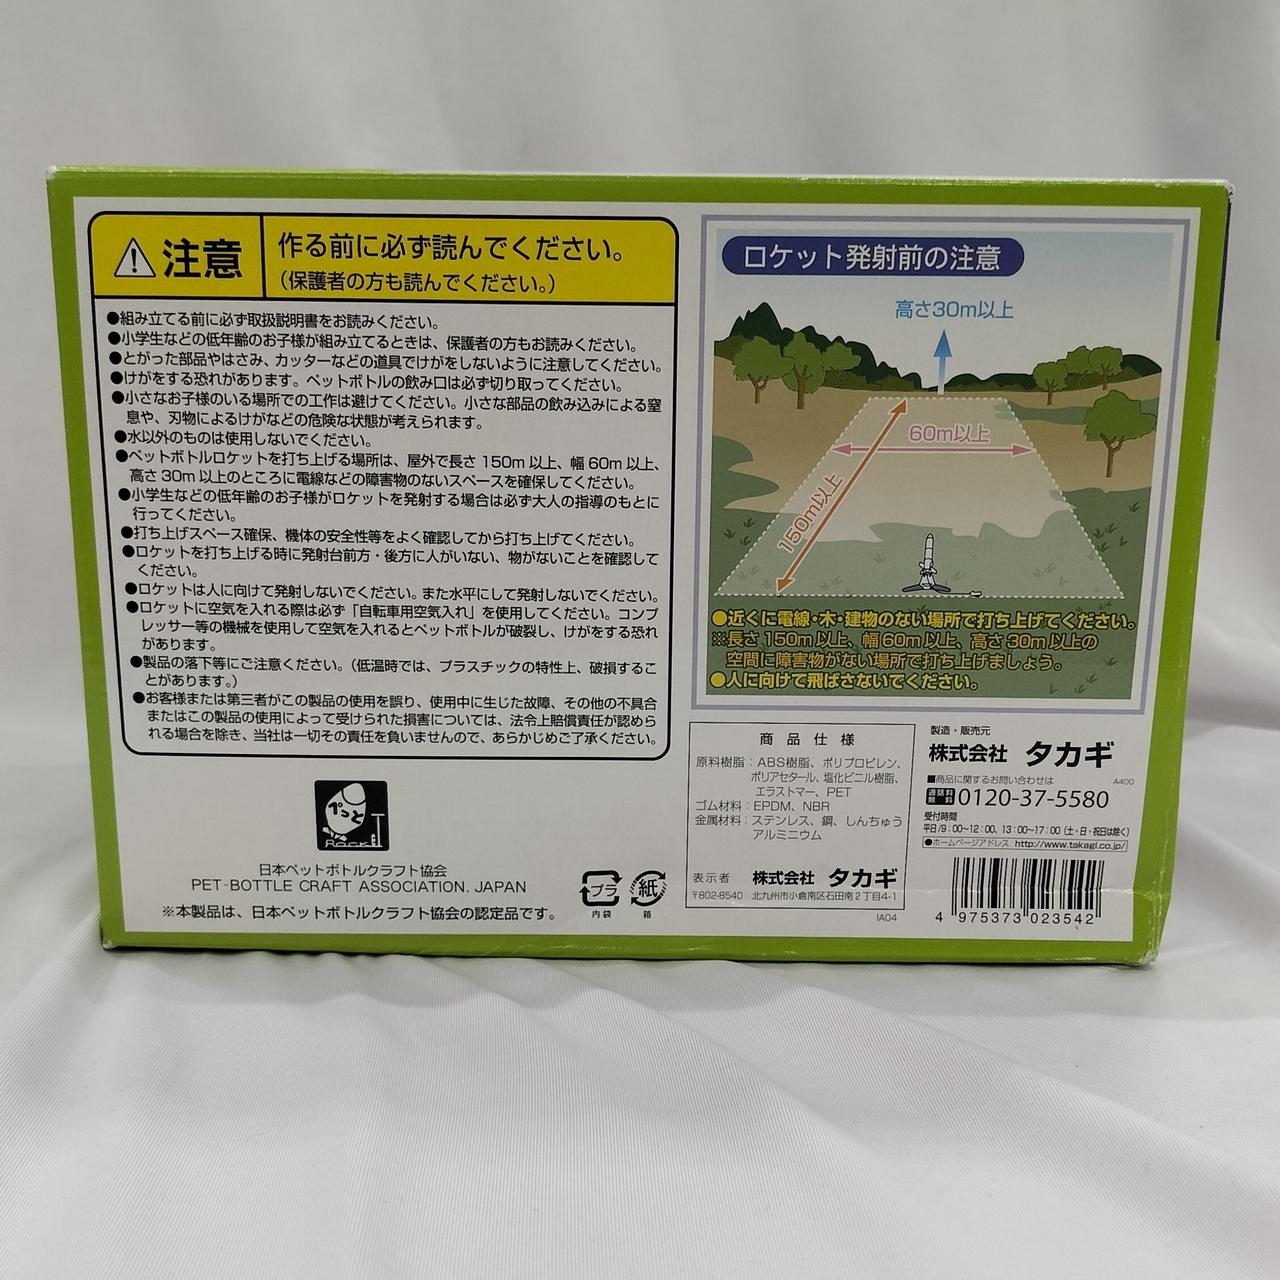 注意
作る前に必ず読んでください。
（保護者の方も読んでください。）
●組み立てる前に必ず取扱説明書をお読みください。
●小学生などの低年齢のお子様が組み立てるときは、保護者の方もお読みください。
●とがった部品やはさみ、カッターなどの道具でけがをしないように注意してください。
●けがをする恐れがあります。ペットボトルの飲み口は必ず切り取ってください。
●小さなお子様のいる場所での工作は避けてください。小さな部品の飲み込みによる窒
息や、刃物によるけがなどの危険な状態が考えられます。
●水以外のものは使用しないでください。
●ペットボトルロケットを打ち上げる場所は、屋外で長さ150m以上、幅60m以上、
高さ30m以上のところに電線などの障害物のないスペースを確保してください。
●小学生などの低年齢のお子様がロケットを発射する場合は必ず大人の指導のもとに
行ってください。
●打ち上げスペース確保、機体の安全性等をよく確認してから打ち上げてください。
●ロケットを打ち上げる時に発射台前方・後方に人がいない、物がないことを確認して
ください。
●ロケットは人に向けて発射しないでください。また水平にして発射しないでください。
●ロケットに空気を入れる際は必ず「自転車用空気入れ」を使用してください。コンプ
レッサー等の機械を使用して空気を入れるとペットボトルが破裂し、けがをする恐れ
があります。
●製品の落下等にご注意ください。（低温時では、プラスチックの特性上、破損するこ
とがあります。）
●お客様または第三者がこの製品の使用を誤り、使用中に生じた故障、その他の不具合
またはこの製品の使用によって受けられた損害については、法令上賠償責任が認めら
れる場合を除き、当社は一切その責任を負いませんので、あらかじめご了承ください。
ぺっと
Rocket
日本ペットボトルクラフト協会
PET-BOTTLE CRAFT ASSOCIATION. JAPAN
※本製品は、日本ペットボトルクラフト協会の認定品です。
プラ
内袋
紙
箱
ロケット発射前の注意
高さ30m以上
60m以上
150m以上
●近くに電線・木・建物のない場所で打ち上げてください。
※長さ150m以上、幅60m以上、高さ30m以上の
空間に障害物がない場所で打ち上げましょう。
●人に向けて飛ばさないでください。
商品仕様
原料樹脂：ABS樹脂、ポリプロピレン、
ポリアセタール、塩化ビニル樹脂、
エラストマー、PET
ゴム材料：EPDM、NBR
金属材料：ステンレス、鋼、しんちゅう
アルミニウム
表示者 株式会社 タカギ
〒802-8540 北九州市小倉南区石田南2丁目4-1
IA04
製造・販売元
株式会社 タカギ
■商品に関するお問い合わせは
A400
通話料無料 0120-37-5580
受付時間
平日/9：00〜12：00、13：00〜17：00（土・日・祝日は除く）
●ホームページアドレス http://www.takagi.co.jp/
4 975373 023542